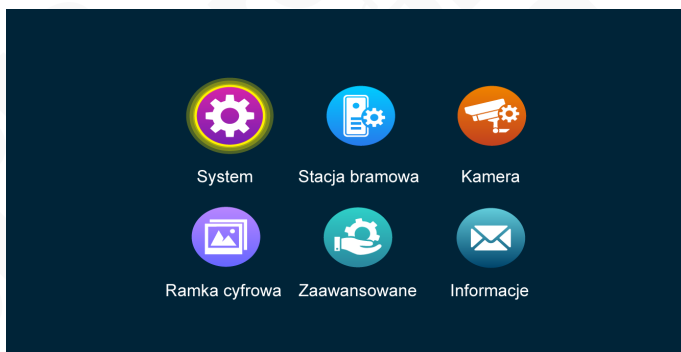 System
Stacja bramowa
Kamera
Ramka cyfrowa
Zaawansowane
Informacje